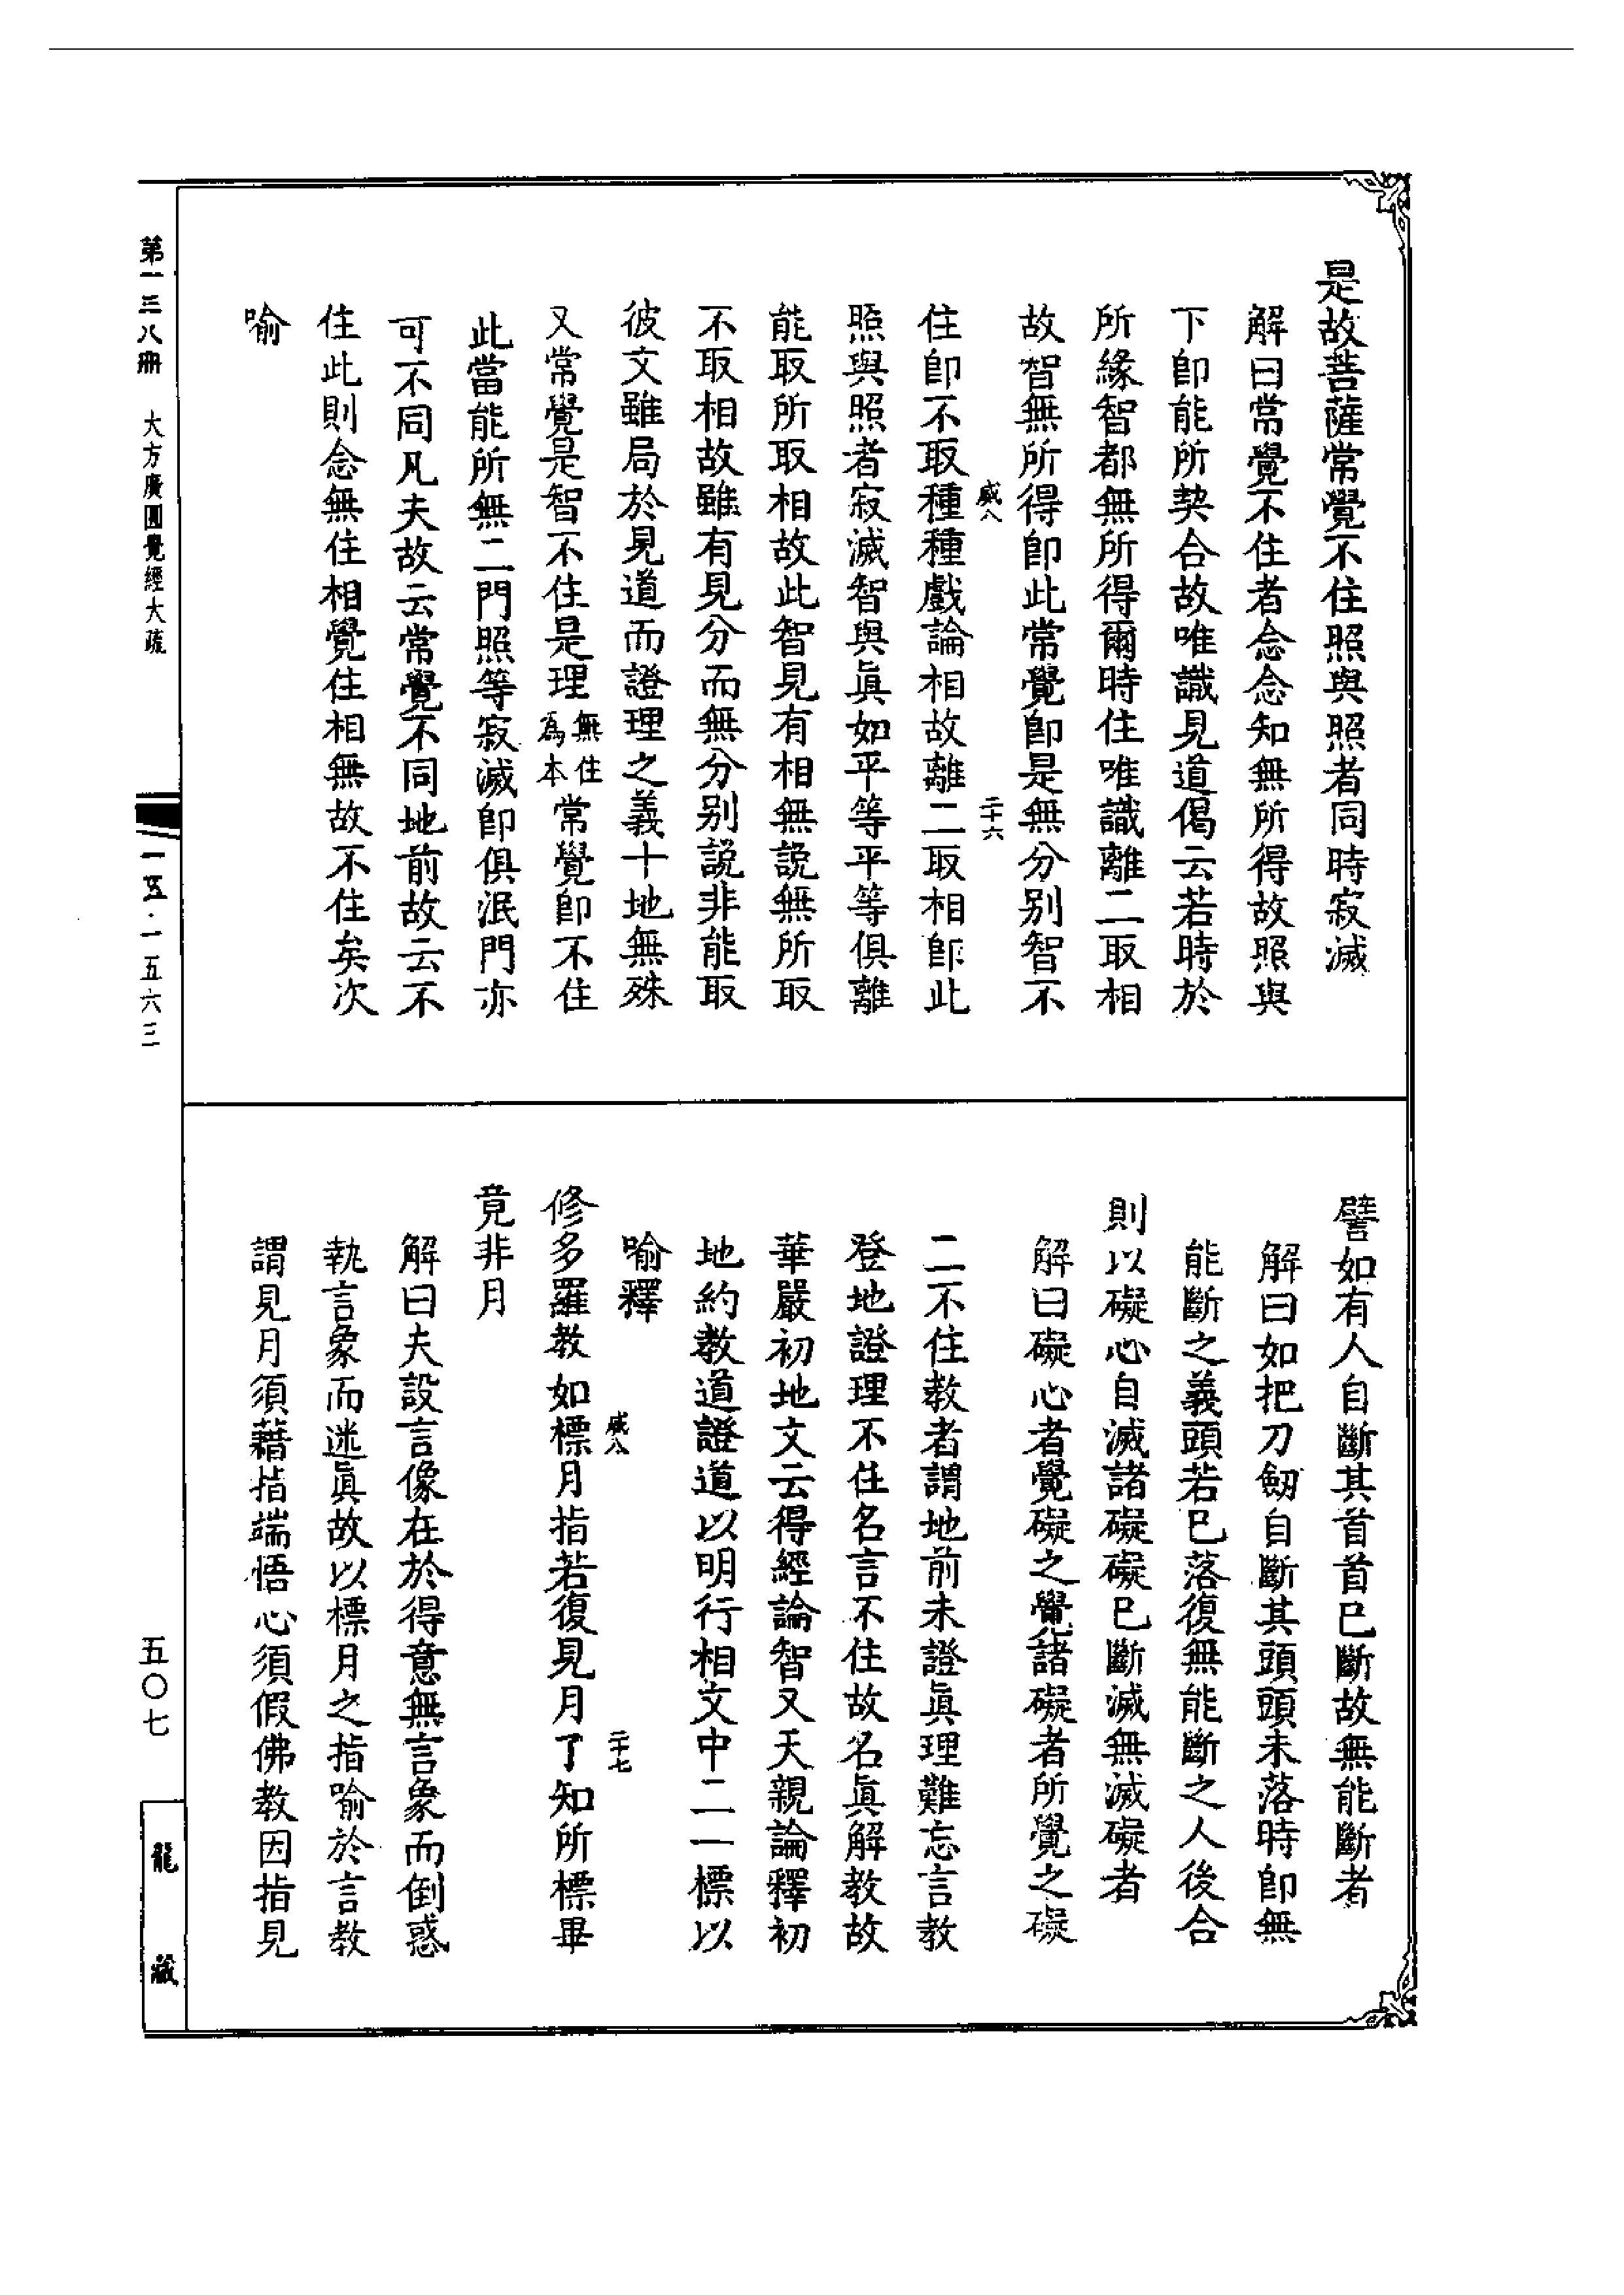 是故菩薩常覺不住照與照者同時寂滅
解曰常覺不住者念念知無所得故照與
下卽能所契合故唯識見道偈云若時於
所緣智都無所得爾時住唯識離二取相
故智無所得卽此常覺卽是無分别智不
感八
二十六
住卽不取種種戲論相故離二取相卽此
照與照者寂滅智與眞如平等平等俱離
能取所取相故此智見有相無說無所取
不取相故雖有見分而無分别說非能取
彼文雖局於見道而證理之義十地無殊
又常覺是智不住是理無住爲本常覺卽不住
此當能所無二門照等寂滅卽俱泯門亦
可不同凡夫故云常覺不同地前故云不
住此則念無住相覺住相無故不住矣次
喻
譬如有人自斷其首首已斷故無能斷者
解曰如把刀劒自斷其頭頭未落時卽無
能斷之義頭若已落復無能斷之人後合
則以礙心自滅諸礙礙已斷滅無滅礙者
解曰礙心者覺礙之覺諸礙者所覺之礙
二不住教者謂地前未證眞理難忘言教
登地證理不住名言不住故名眞解教故
華嚴初地文云得經論智又天親論釋初
地約教道證道以明行相文中二一標以
喻釋
感八
二十七
修多羅教如標月指若復見月了知所標畢
竟非月
解曰夫設言像在於得意無言象而倒惑
執言象而迷眞故以標月之指喻於言教
謂見月須藉指端悟心須假佛教因指見
第一三八冊
大方廣圓覺經大疏
一五·一五六三
五〇七
龍藏